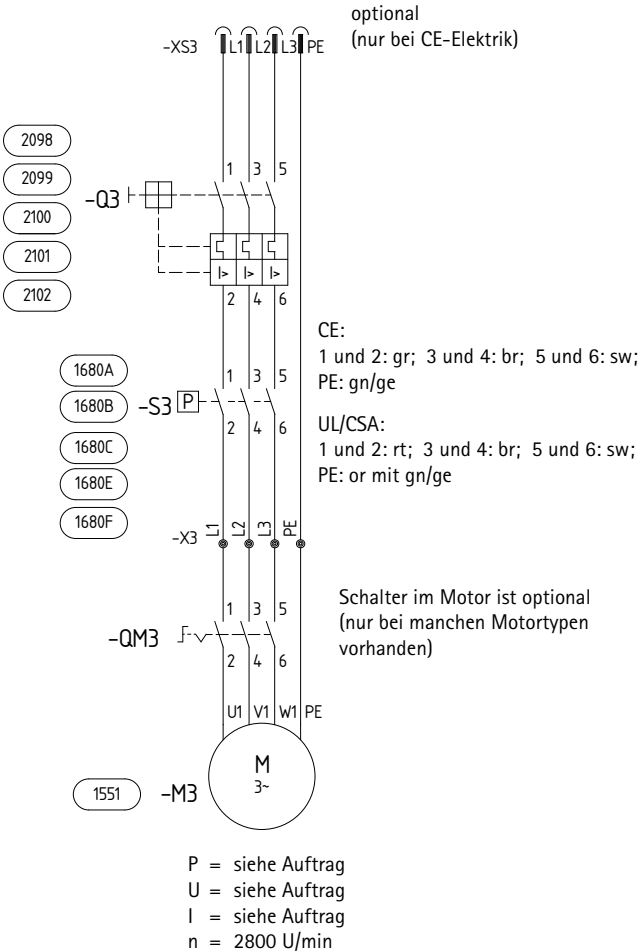 optional
(nur bei CE-Elektrik)
-XS3 L1 L2 L3 PE
2098
2099
2100
2101
2102
1 3 5
-Q3
I> I> I>
2 4 6
CE:
1 und 2: gr; 3 und 4: br; 5 und 6: sw;
PE: gn/ge
UL/CSA:
1 und 2: rt; 3 und 4: br; 5 und 6: sw;
PE: or mit gn/ge
1680A
1680B
1680C
1680E
1680F
1 3 5
-S3 P
2 4 6
-X3 L1 L2 L3 PE
Schalter im Motor ist optional
(nur bei manchen Motortypen
vorhanden)
1 3 5
-QM3
2 4 6
U1 V1 W1 PE
M
3~
1551 -M3
P = siehe Auftrag
U = siehe Auftrag
I = siehe Auftrag
n = 2800 U/min